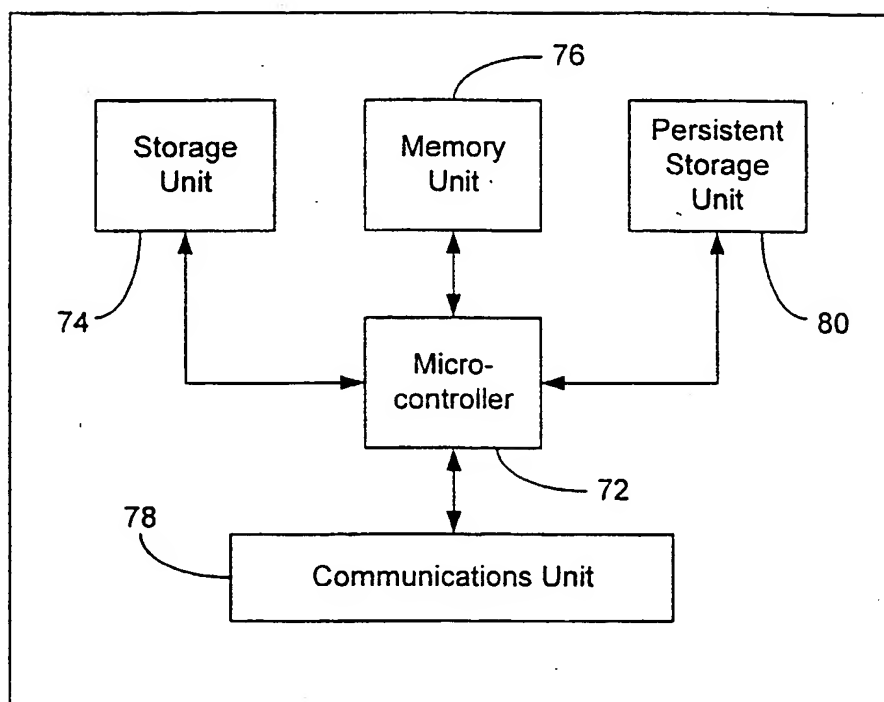 76
Storage
Unit
Memory
Unit
Persistent
Storage
Unit
74
80
Micro-
controller
72
78
Communications Unit